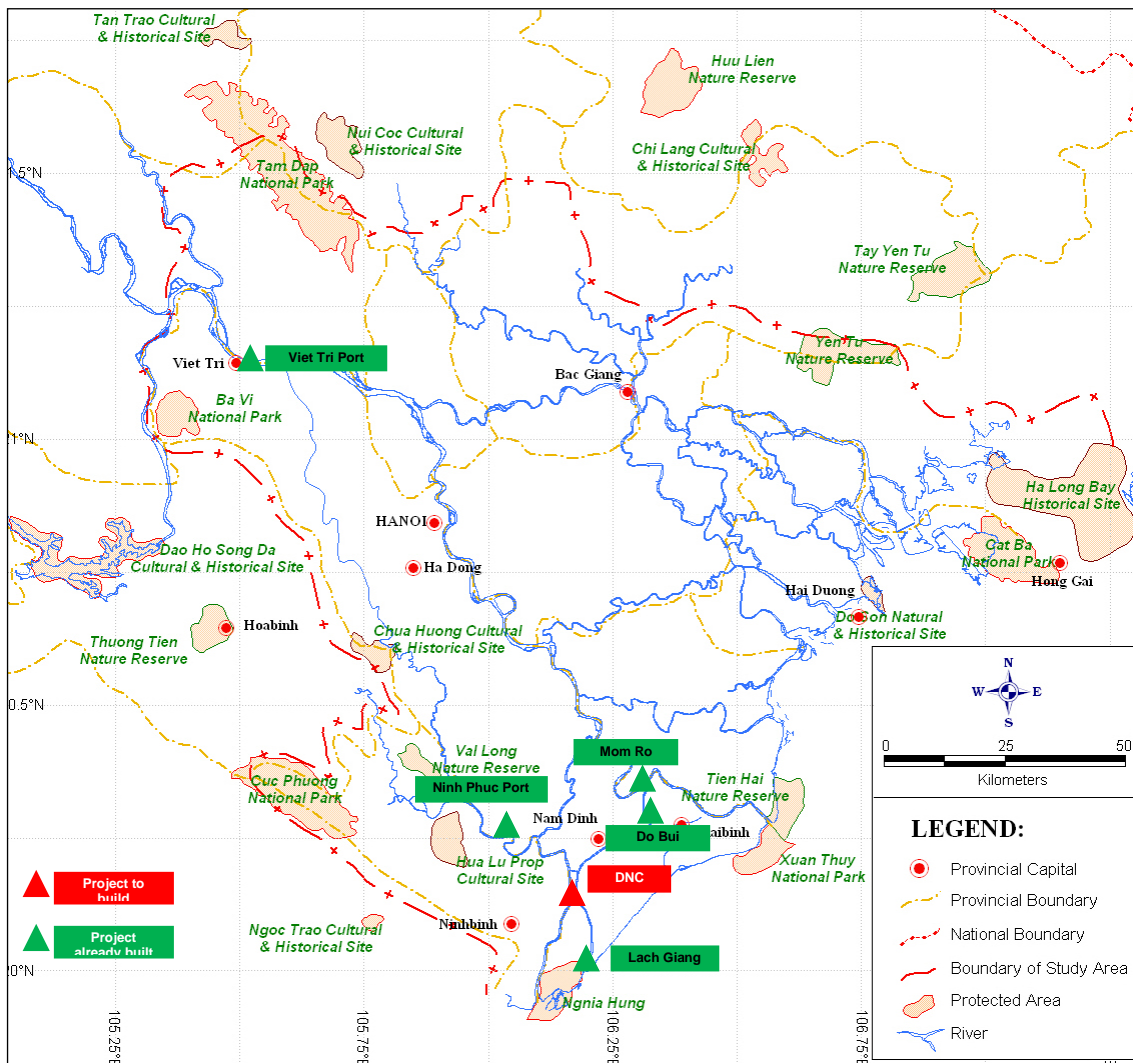 Tan Trao Cultural
& Historical Site
Huu Lien
Nature Reserve
Nui Coc Cultural
& Historical Site
Chi Lang Cultural
& Historical Site
Tam Dap
National Park
1.5°N
Tay Yen Tu
Nature Reserve
Viet Tri
Viet Tri Port
Yen Tu
Nature Reserve
Bac Giang
Ba Vi
National Park
1°N
Ha Long Bay
Historical Site
HANOI
Dao Ho Song Da
Cultural & Historical Site
Ha Dong
Cat Ba
National Park
Hong Gai
Hai Duong
Do Son Natural
& Historical Site
Hoabinh
Thuong Tien
Nature Reserve
Chua Huong Cultural
& Historical Site
N
W
E
S
0.5°N
0
25
50
Kilometers
Val Long
Nature Reserve
Mom Ro
Cuc Phuong
National Park
Ninh Phuc Port
Tien Hai
Nature Reserve
Nam Dinh
Do Bui
aibinh
Hua Lu Prop
Cultural Site
Xuan Thuy
National Park
DNC
Project to
build
Ninhbinh
Ngoc Trao Cultural
& Historical Site
Project
already built
Lach Giang
0°N
Ngnia Hung
LEGEND:
Provincial Capital
Provincial Boundary
National Boundary
Boundary of Study Area
Protected Area
River
105.25°E
105.75°E
106.25°E
106.75°E